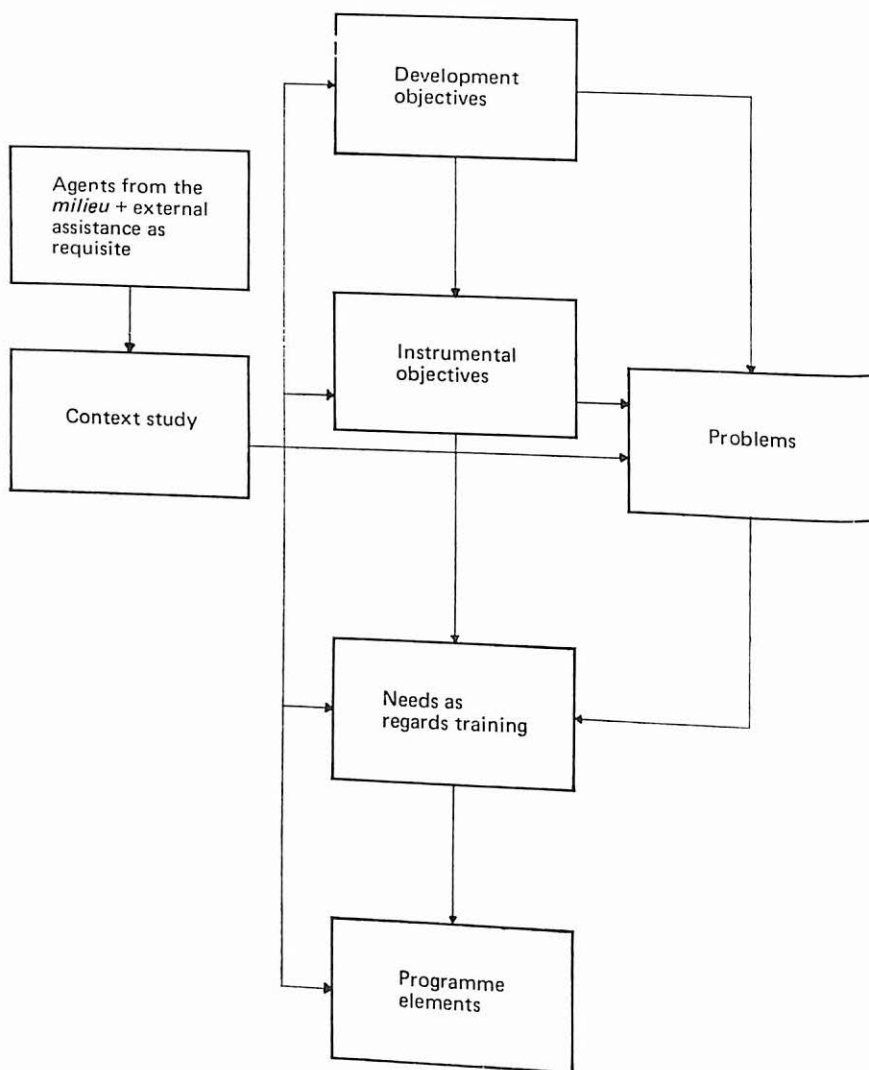 Development
objectives
Agents from the
milieu + external
assistance as
requisite
Instrumental
objectives
Context study
Problems
Needs as
regards training
Programme
elements